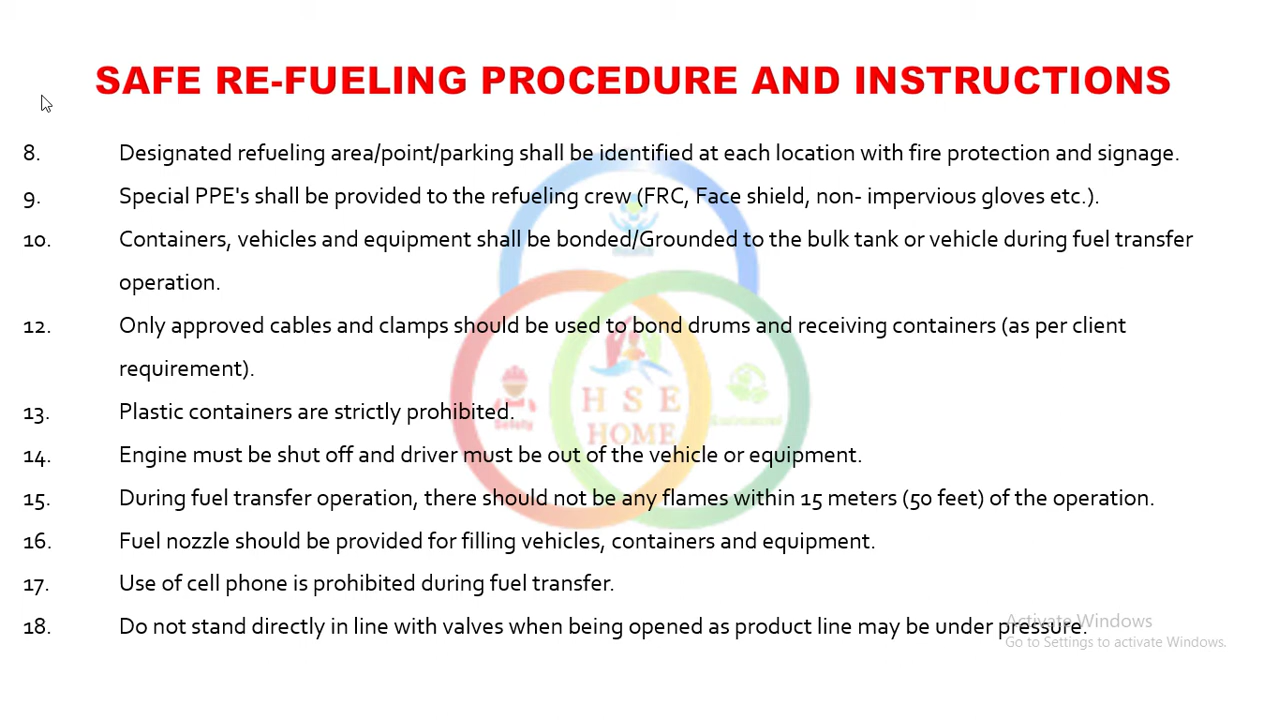 SAFE RE-FUELING PROCEDURE AND INSTRUCTIONS
8. Designated refueling area/point/parking shall be identified at each location with fire protection and signage.
9. Special PPE's shall be provided to the refueling crew (FRC, Face shield, non- impervious gloves etc.).
10. Containers, vehicles and equipment shall be bonded/Grounded to the bulk tank or vehicle during fuel transfer
operation.
12. Only approved cables and clamps should be used to bond drums and receiving containers (as per client
requirement).
13. Plastic containers are strictly prohibited.
14. Engine must be shut off and driver must be out of the vehicle or equipment.
15. During fuel transfer operation, there should not be any flames within 15 meters (50 feet) of the operation.
16. Fuel nozzle should be provided for filling vehicles, containers and equipment.
17. Use of cell phone is prohibited during fuel transfer.
18. Do not stand directly in line with valves when being opened as product line may be under pressure.
H S E
HOME
Safety
Activate Windows
Go to Settings to activate Windows.